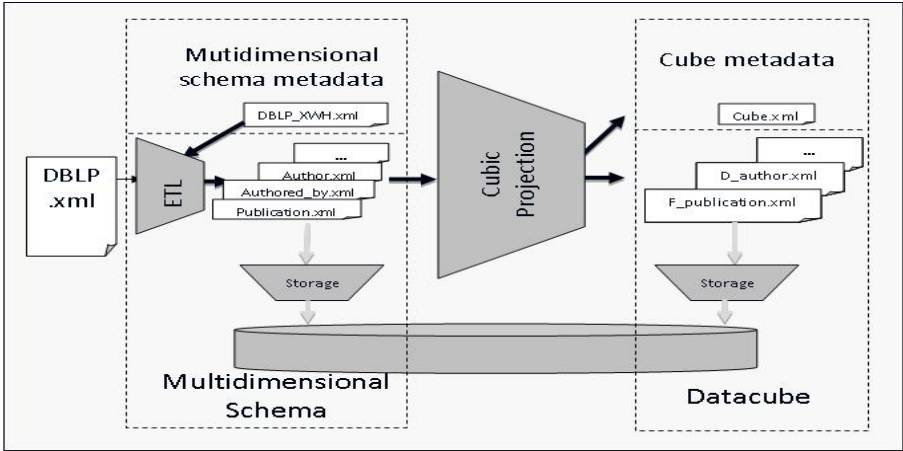 Mutidimensional
schema metadata
DBLP_XWH.xml
DBLP
.xml
ETL
...
Author.xml
Authored_by.xml
Publication.xml
Storage
Multidimensional
Schema
Cubic
Projection
Cube metadata
Cube.xml
...
D_author.xml
F_publication.xml
Storage
Datacube